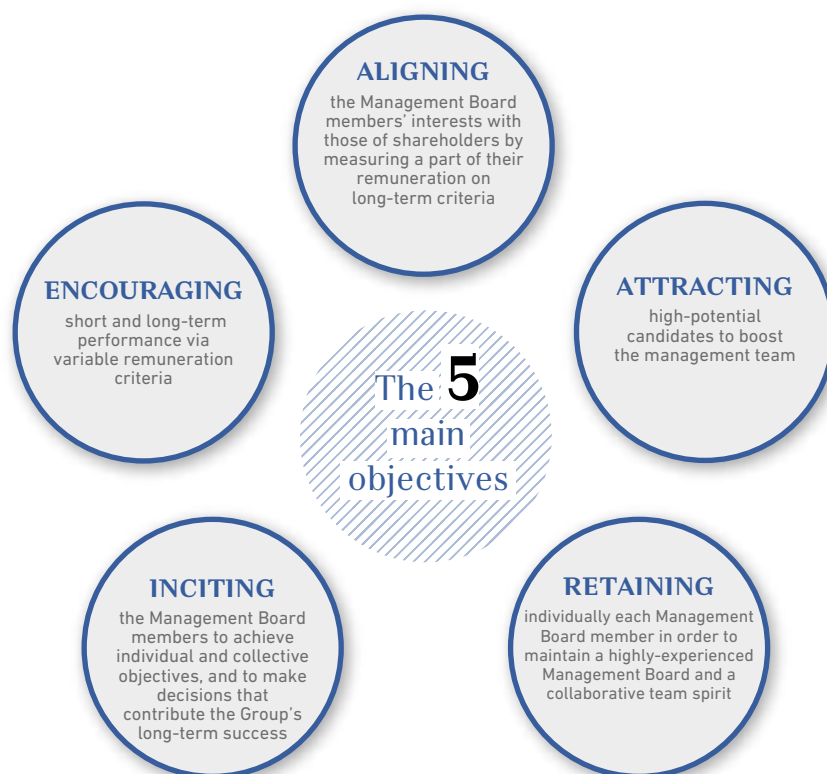 ALIGNING
the Management Board
members’ interests with
those of shareholders by
measuring a part of their
remuneration on
long-term criteria
ATTRACTING
high-potential
candidates to boost
the management team
ENCOURAGING
short and long-term
performance via
variable remuneration
criteria
The 5
main
objectives
INCITING
the Management Board
members to achieve
individual and collective
objectives, and to make
decisions that
contribute the Group’s
long-term success
RETAINING
individually each Management
Board member in order to
maintain a highly-experienced
Management Board and a
collaborative team spirit